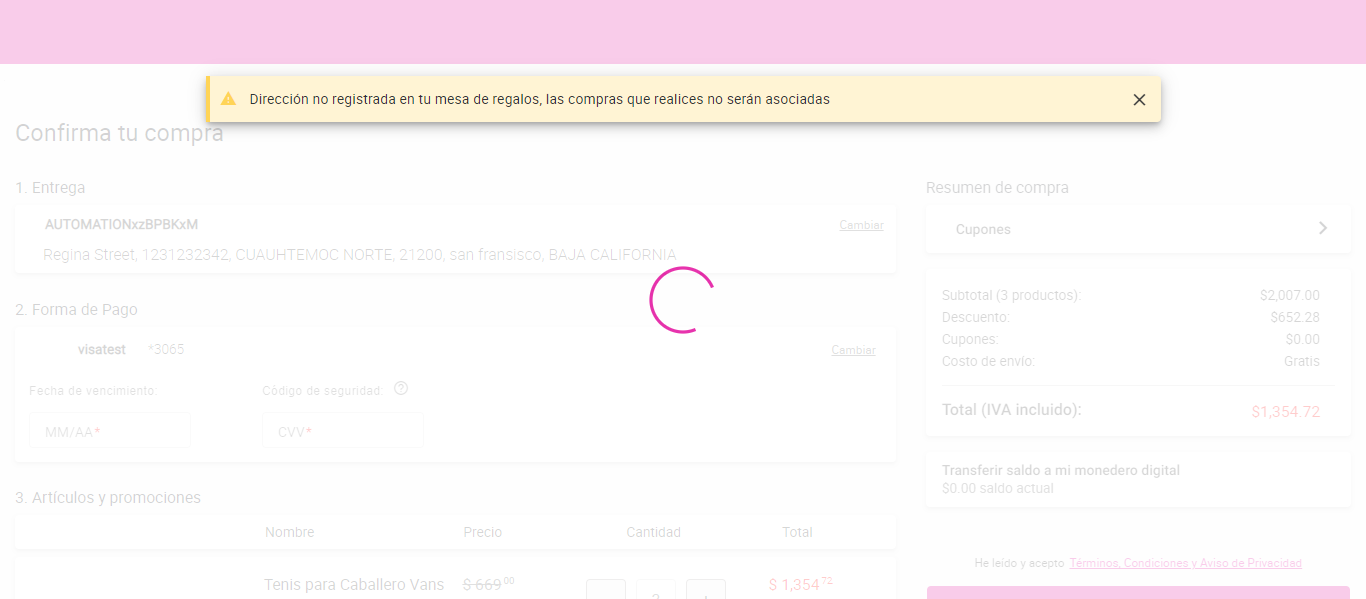 Dirección no registrada en tu mesa de regalos, las compras que realices no serán asociadas
Confirma tu compra
1. Entrega
AUTOMATIONxzBPBKxM
Cambiar
Regina Street, 1231232342, CUAUHTEMOC NORTE, 21200, san fransisco, BAJA CALIFORNIA
2. Forma de Pago
visatest *3065
Cambiar
Fecha de vencimiento:
Código de seguridad: ?
MM/AA*
CVV*
3. Artículos y promociones
Nombre Precio Cantidad Total
Tenis para Caballero Vans $ 669 00 $ 1,354 72
Resumen de compra
Cupones
Subtotal (3 productos): $2,007.00
Descuento: $652.28
Cupones: $0.00
Costo de envío: Gratis
Total (IVA incluido): $1,354.72
Transferir saldo a mi monedero digital
$0.00 saldo actual
He leído y acepto Términos, Condiciones y Aviso de Privacidad